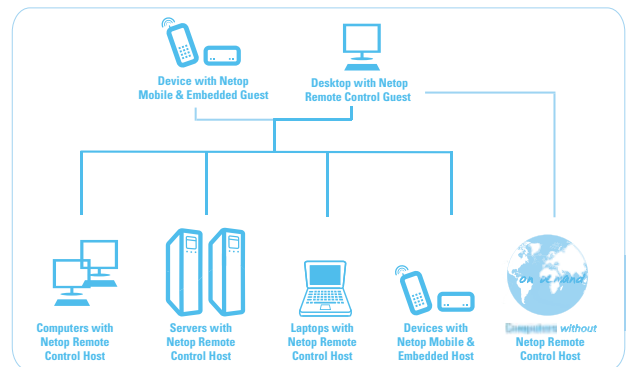 Device with Netop
Mobile & Embedded Guest
Desktop with Netop
Remote Control Guest
on demand
Computers with
Netop Remote
Control Host
Servers with
Netop Remote
Control Host
Laptops with
Netop Remote
Control Host
Devices with
Netop Mobile &
Embedded Host
without
Netop Remote
Control Host